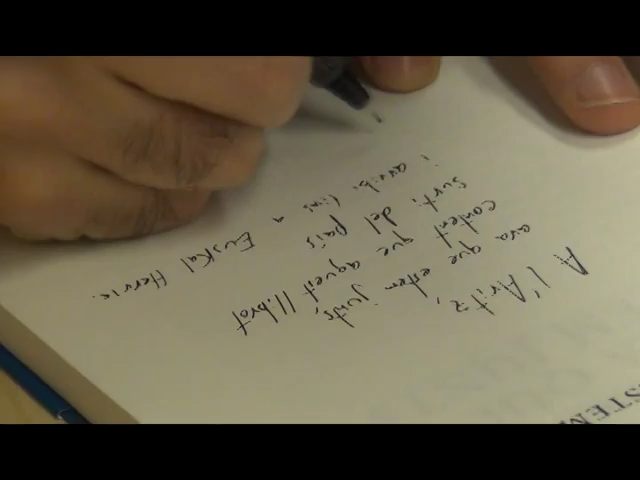 A l'Aritz,
ara que estem junts,
content que aquest llibrot
surti del país
i arribi fins a Euskal Herria.